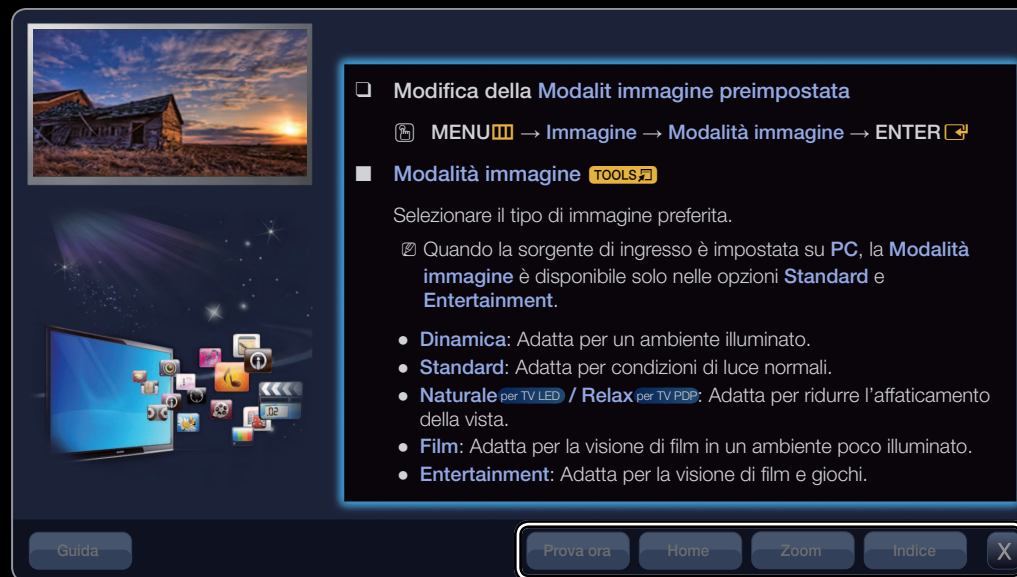 ❑ Modifica della Modalit immagine preimpostata
MENU → Immagine → Modalità immagine → ENTER
■ Modalità immagine TOOLS
Selezionare il tipo di immagine preferita.
Quando la sorgente di ingresso è impostata su PC, la Modalità
immagine è disponibile solo nelle opzioni Standard e
Entertainment.
● Dinamica: Adatta per un ambiente illuminato.
● Standard: Adatta per condizioni di luce normali.
● Naturale per TV LED / Relax per TV PDP: Adatta per ridurre l'affaticamento
della vista.
● Film: Adatta per la visione di film in un ambiente poco illuminato.
● Entertainment: Adatta per la visione di film e giochi.
Guida Prova ora Home Zoom Indice X